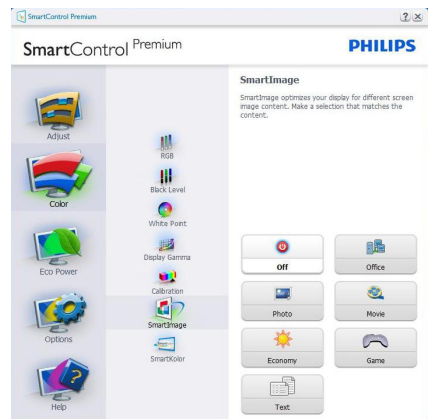 SmartControl Premium
SmartControl Premium
PHILIPS
Adjust
Color
Eco Power
Options
Help
RGB
Black Level
White Point
Display Gamma
Calibration
SmartImage
SmartKolor
SmartImage
SmartImage optimizes your display for different screen
image content. Make a selection that matches the
content.
Off
Office
Photo
Movie
Economy
Game
Text